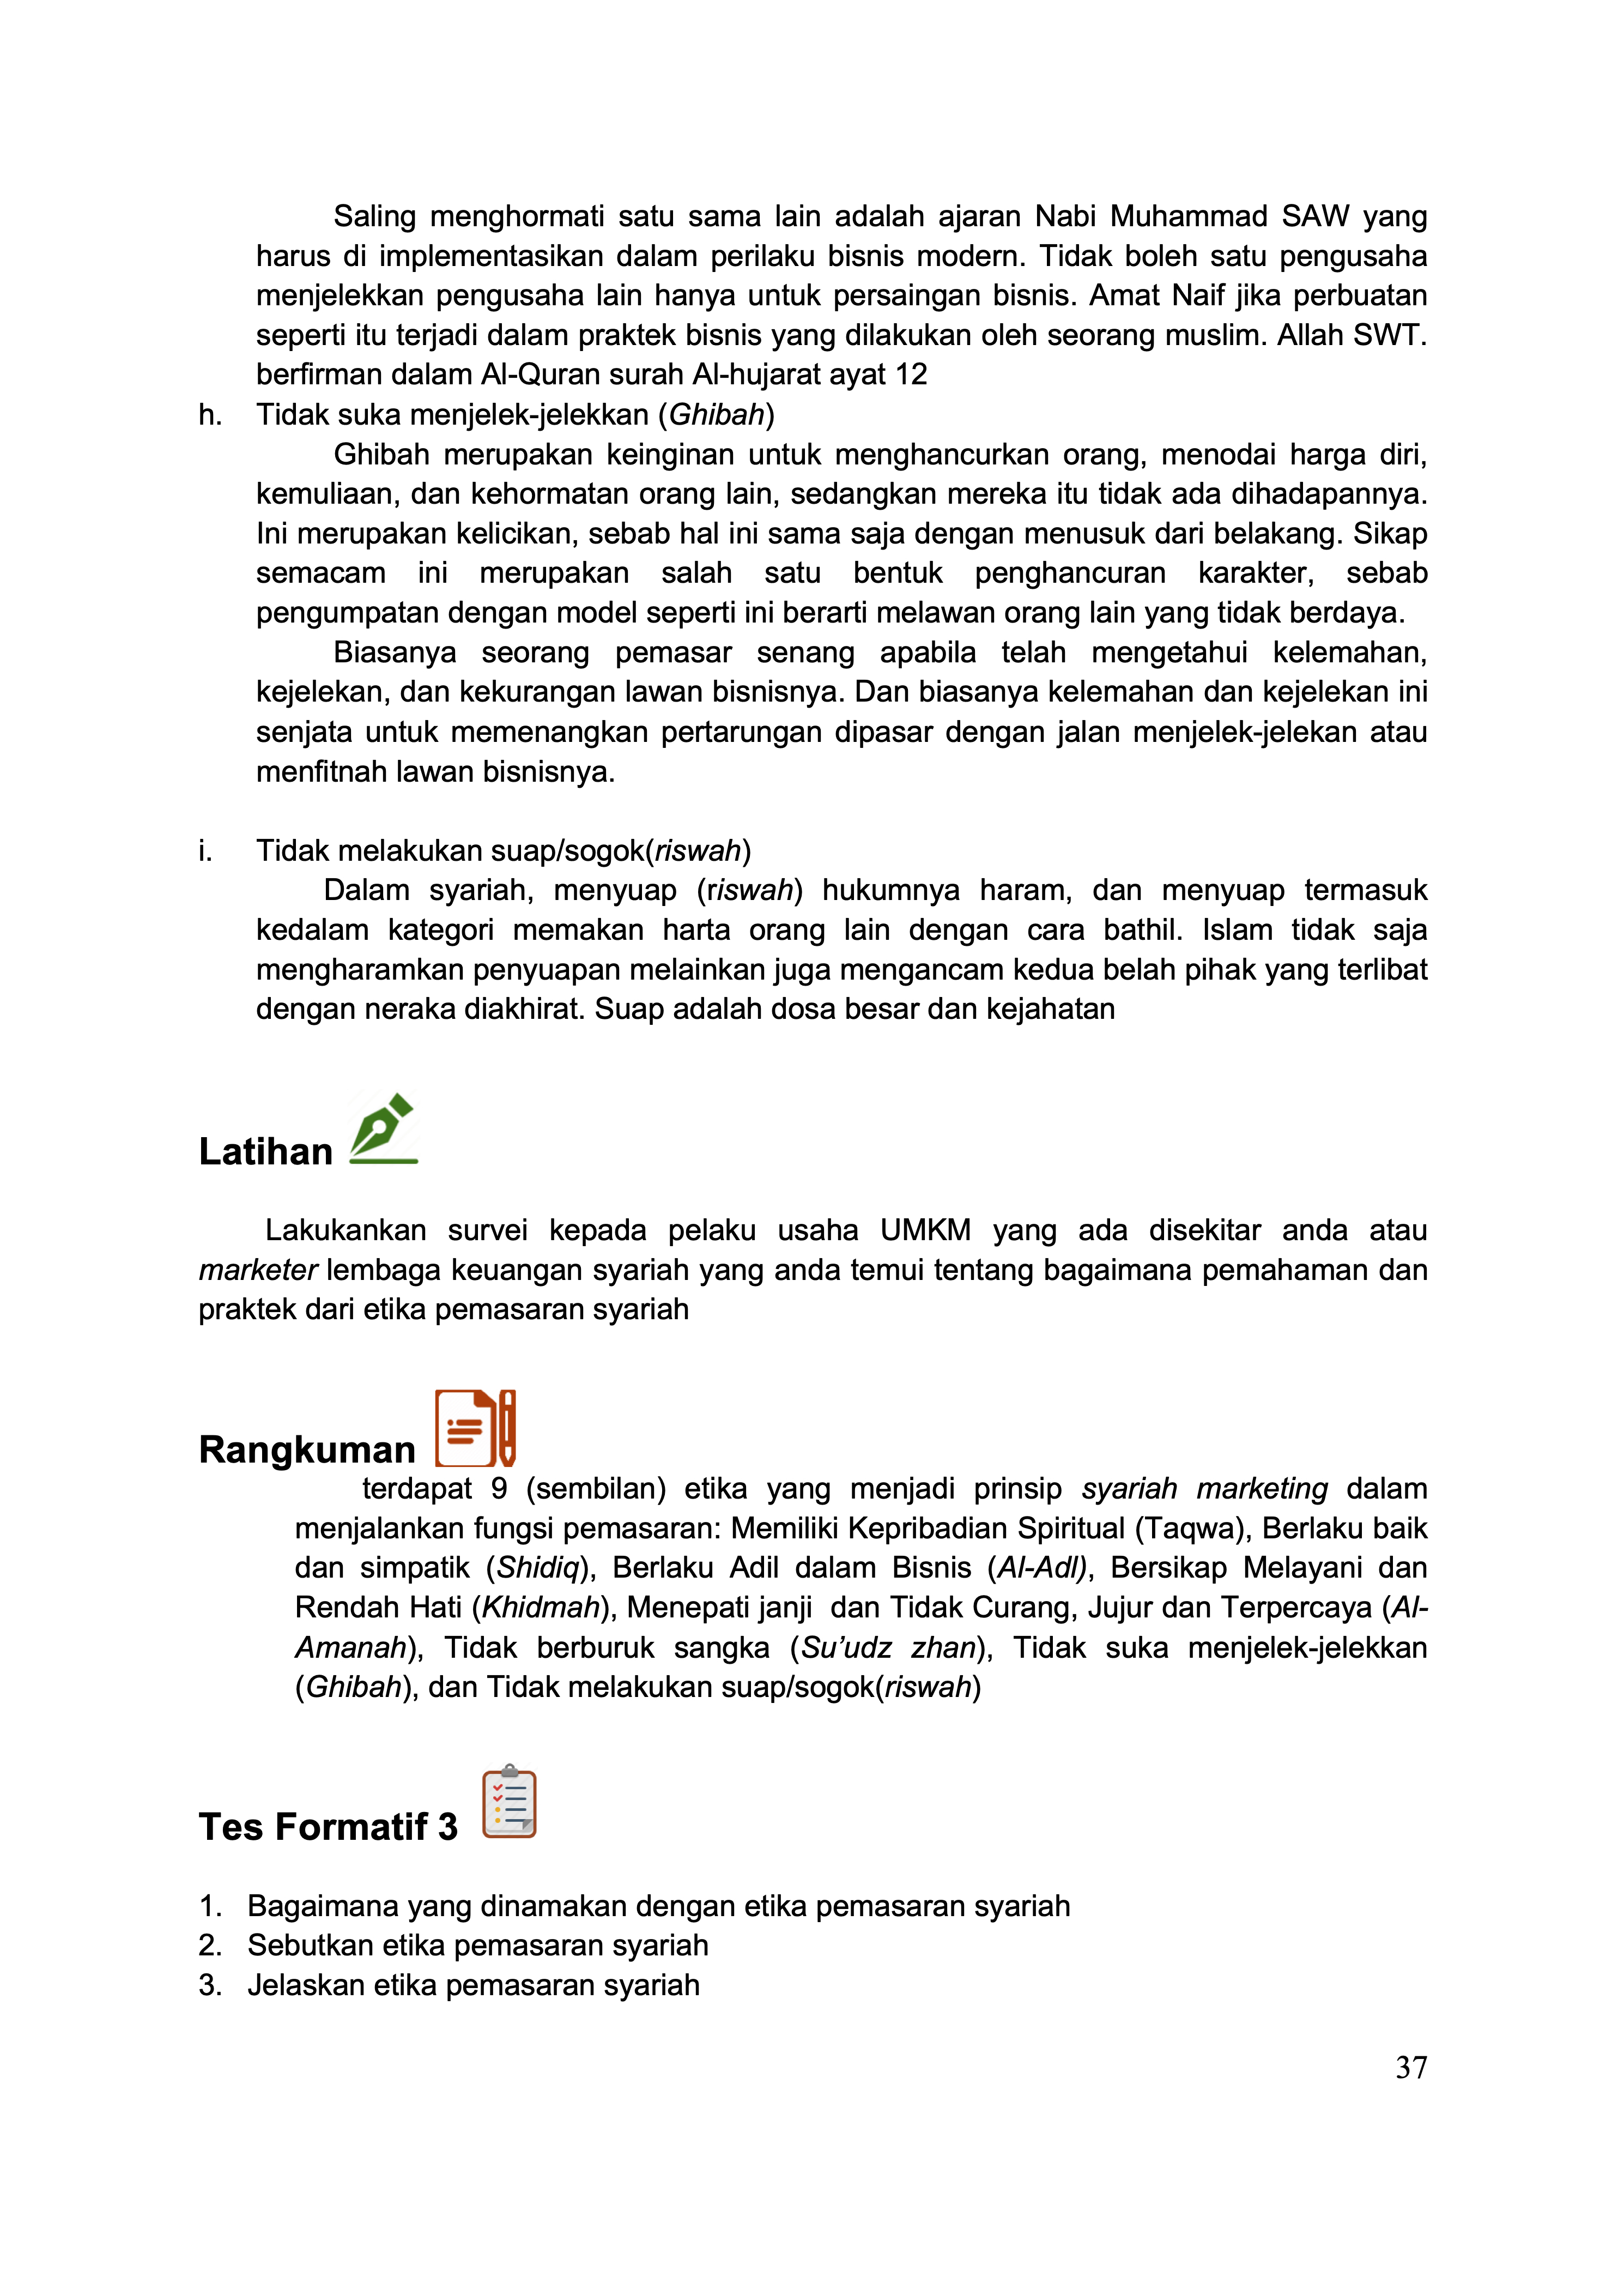 Saling menghormati satu sama lain adalah ajaran Nabi Muhammad SAW yang
harus di implementasikan dalam perilaku bisnis modern. Tidak boleh satu pengusaha
menjelekkan pengusaha lain hanya untuk persaingan bisnis. Amat Naif jika perbuatan
seperti itu terjadi dalam praktek bisnis yang dilakukan oleh seorang muslim. Allah SWT.
berfirman dalam Al-Quran surah Al-hujarat ayat 12
h. Tidak suka menjelek-jelekkan (Ghibah)
Ghibah merupakan keinginan untuk menghancurkan orang, menodai harga diri,
kemuliaan, dan kehormatan orang lain, sedangkan mereka itu tidak ada dihadapannya.
Ini merupakan kelicikan, sebab hal ini sama saja dengan menusuk dari belakang. Sikap
semacam ini merupakan salah satu bentuk penghancuran karakter, sebab
pengumpatan dengan model seperti ini berarti melawan orang lain yang tidak berdaya.
Biasanya seorang pemasar senang apabila telah mengetahui kelemahan,
kejelekan, dan kekurangan lawan bisnisnya. Dan biasanya kelemahan dan kejelekan ini
senjata untuk memenangkan pertarungan dipasar dengan jalan menjelek-jelekan atau
menfitnah lawan bisnisnya.
i. Tidak melakukan suap/sogok(riswah)
Dalam syariah, menyuap (riswah) hukumnya haram, dan menyuap termasuk
kedalam kategori memakan harta orang lain dengan cara bathil. Islam tidak saja
mengharamkan penyuapan melainkan juga mengancam kedua belah pihak yang terlibat
dengan neraka diakhirat. Suap adalah dosa besar dan kejahatan
Latihan
Lakukankan survei kepada pelaku usaha UMKM yang ada disekitar anda atau
marketer lembaga keuangan syariah yang anda temui tentang bagaimana pemahaman dan
praktek dari etika pemasaran syariah
Rangkuman
terdapat 9 (sembilan) etika yang menjadi prinsip syariah marketing dalam
menjalankan fungsi pemasaran: Memiliki Kepribadian Spiritual (Taqwa), Berlaku baik
dan simpatik (Shidiq), Berlaku Adil dalam Bisnis (Al-Adl), Bersikap Melayani dan
Rendah Hati (Khidmah), Menepati janji  dan Tidak Curang, Jujur dan Terpercaya (Al-
Amanah), Tidak berburuk sangka (Su’udz zhan), Tidak suka menjelek-jelekkan
(Ghibah), dan Tidak melakukan suap/sogok(riswah)
Tes Formatif 3
1. Bagaimana yang dinamakan dengan etika pemasaran syariah
2. Sebutkan etika pemasaran syariah
3. Jelaskan etika pemasaran syariah
37